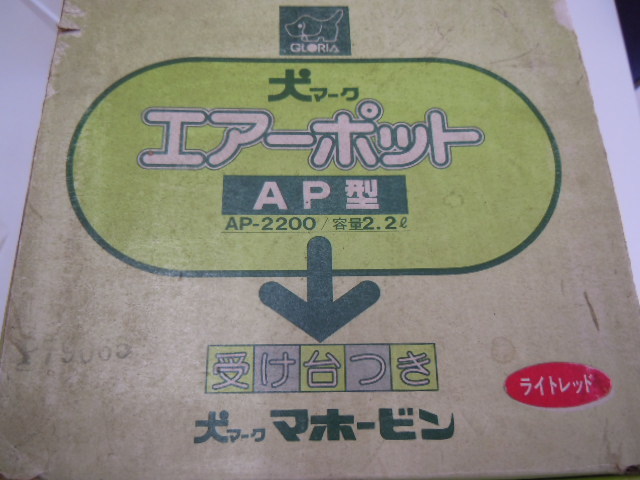 GLORIA
犬マーク
エアーポット
AP型
AP-2200/容量2.2ℓ
受け台つき
ライトレッド
犬マーク マホービン